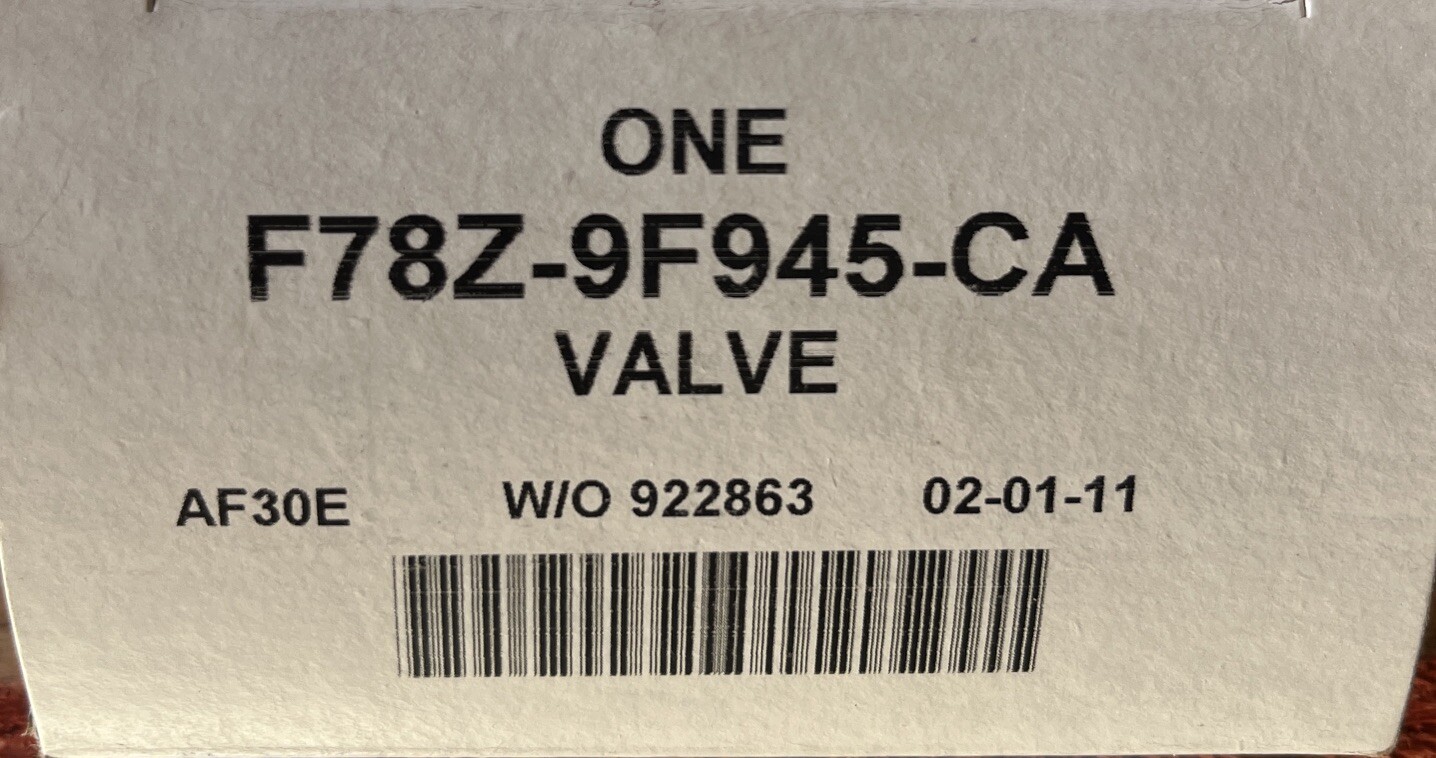 ONE
F78Z-9F945-CA
VALVE
AF30E W/O 922863 02-01-11